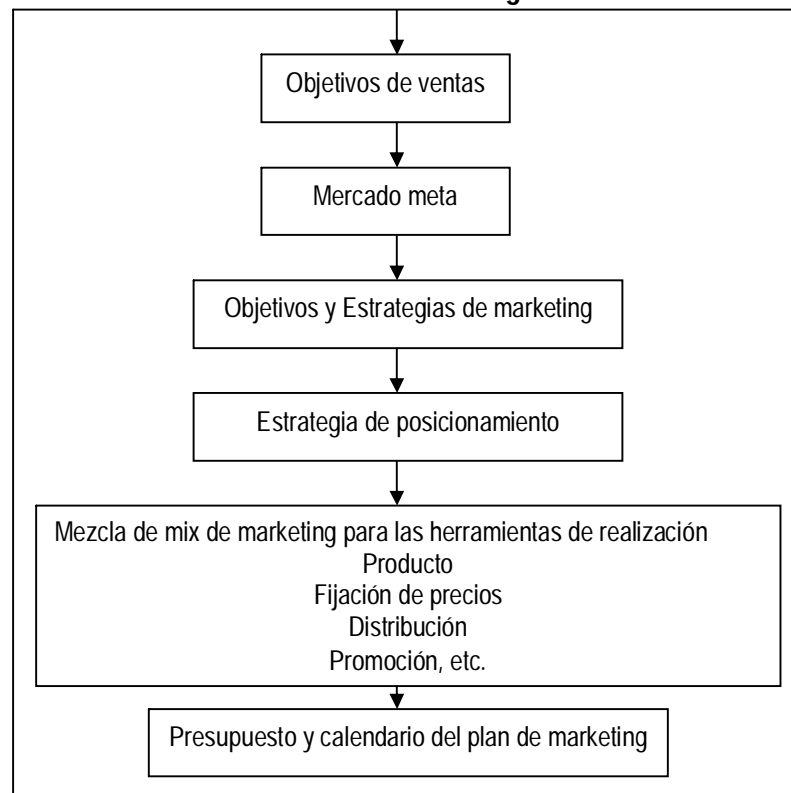 Objetivos de ventas
Mercado meta
Objetivos y Estrategias de marketing
Estrategia de posicionamiento
Mezcla de mix de marketing para las herramientas de realización
Producto
Fijación de precios
Distribución
Promoción, etc.
Presupuesto y calendario del plan de marketing